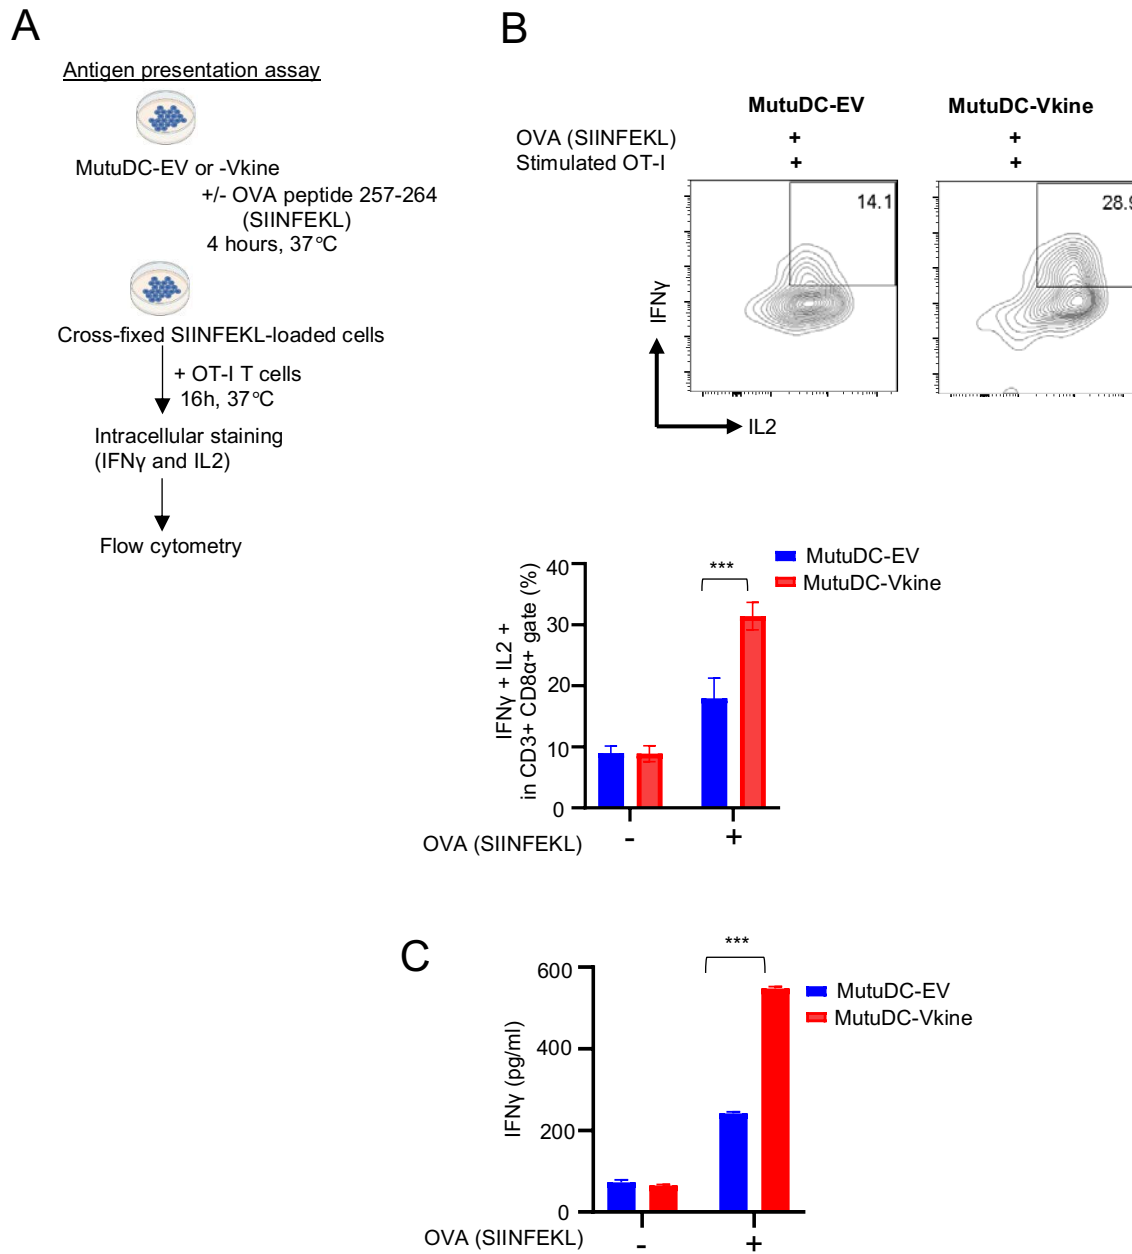 A
Antigen presentation assay
MutuDC-EV or -Vkine
+/- OVA peptide 257-264
(SIINFEKL)
4 hours, 37°C
Cross-fixed SIINFEKL-loaded cells
+ OT-I T cells
16h, 37°C
Intracellular staining
(IFNγ and IL2)
Flow cytometry
B
MutuDC-EV MutuDC-Vkine
OVA (SIINFEKL) + +
Stimulated OT-I + +
14.1
28.9
IFNγ
IL2
MutuDC-EV
MutuDC-Vkine
***
IFNγ + IL2 +
in CD3+ CD8α+ gate (%)
40
30
20
10
0
OVA (SIINFEKL) - +
C
***
MutuDC-EV
MutuDC-Vkine
IFNγ (pg/ml)
600
400
200
0
OVA (SIINFEKL) - +